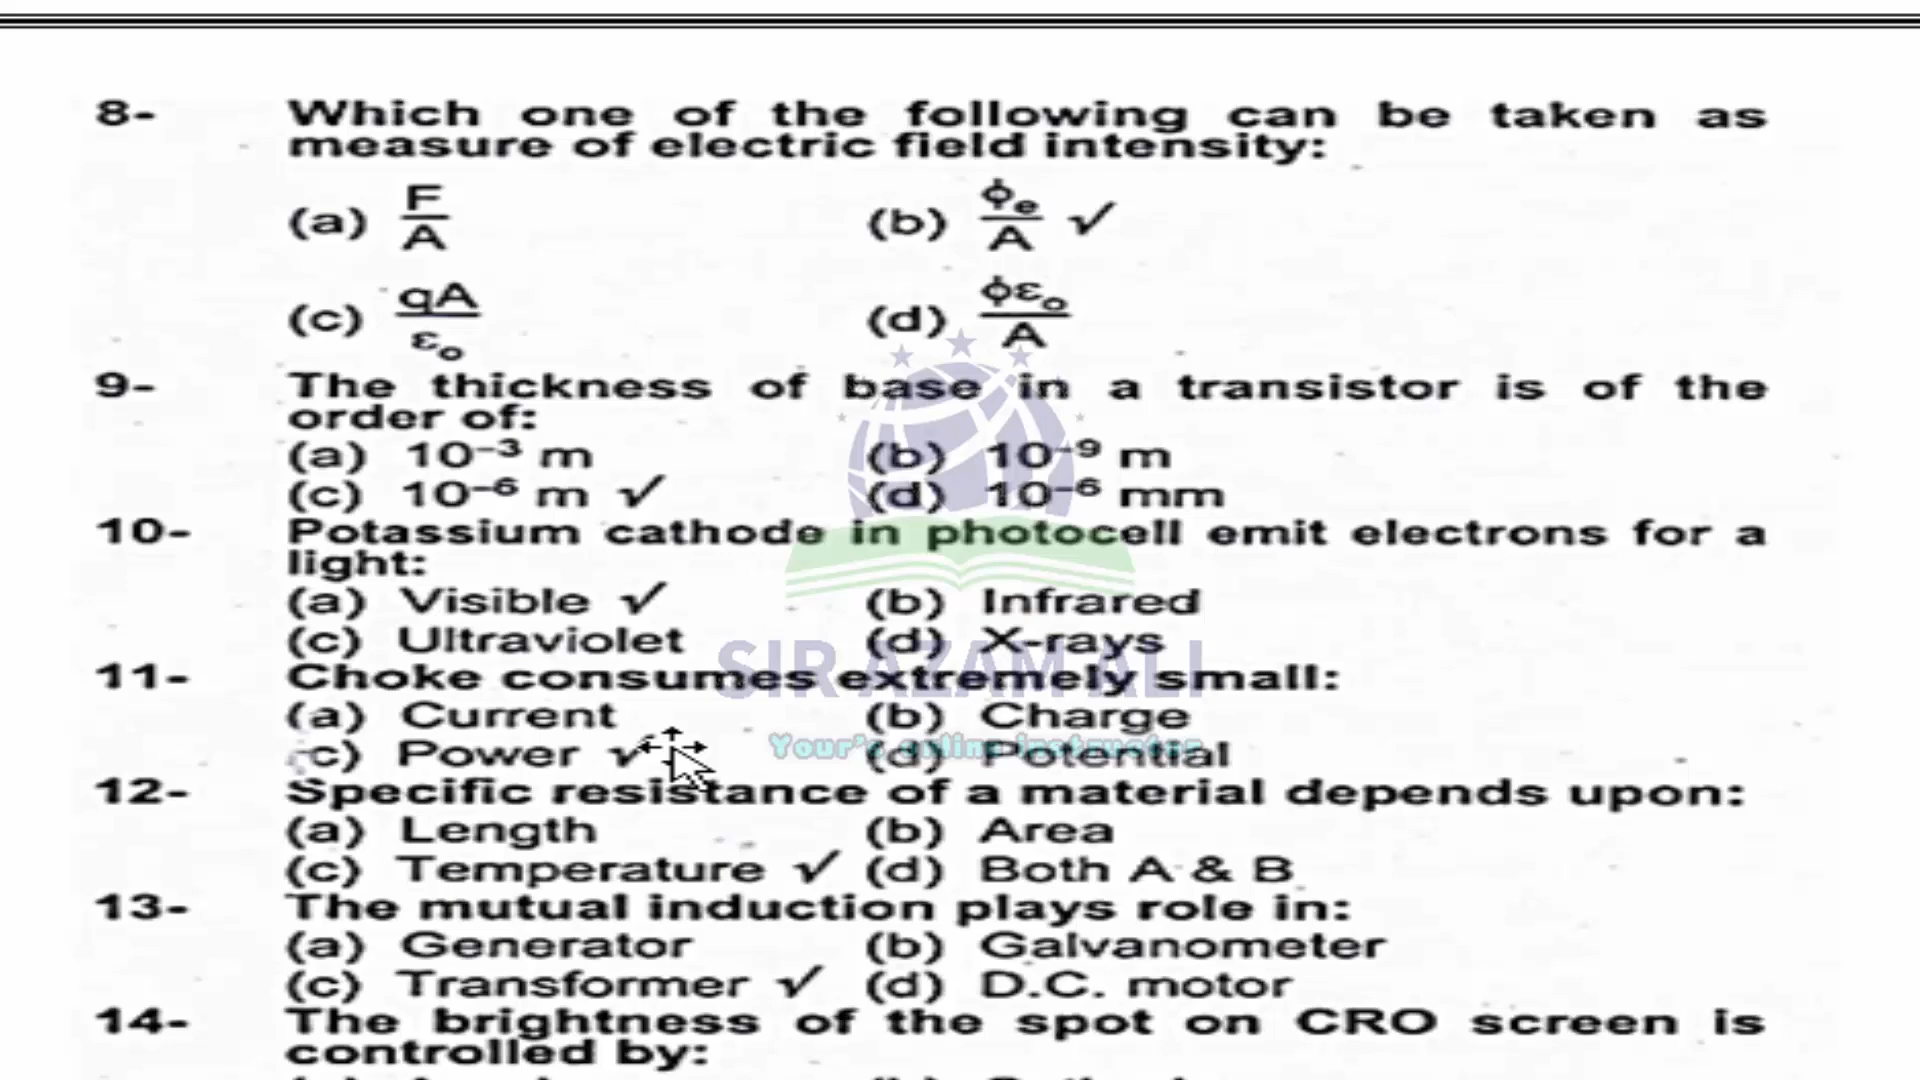 8- Which one of the following can be taken as
measure of electric field intensity:
(a) F/A (b) ϕe/A ✓
(c) qA/εo (d) ϕεo/A
9- The thickness of base in a transistor is of the
order of:
(a) 10⁻³ m (b) 10⁻⁹ m
(c) 10⁻⁶ m ✓ (d) 10⁻⁶ mm
10- Potassium cathode in photocell emit electrons for a
light:
(a) Visible ✓ (b) Infrared
(c) Ultraviolet (d) X-rays
SIR AZAM ALI
11- Choke consumes extremely small:
(a) Current (b) Charge
Your's online instructor
(c) Power ✓ (d) Potential
12- Specific resistance of a material depends upon:
(a) Length (b) Area
(c) Temperature ✓ (d) Both A & B
13- The mutual induction plays role in:
(a) Generator (b) Galvanometer
(c) Transformer ✓ (d) D.C. motor
14- The brightness of the spot on CRO screen is
controlled by: